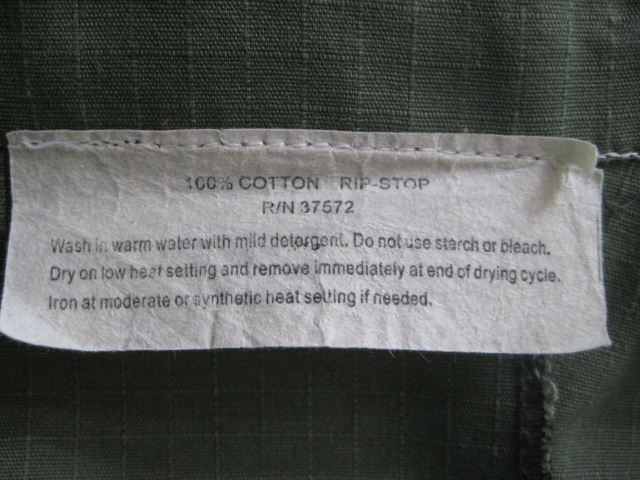 100% COTTON RIP-STOP
R/N 37572
Wash in warm water with mild detergent. Do not use starch or bleach.
Dry on low heat setting and remove immediately at end of drying cycle.
Iron at moderate or synthetic heat setting if needed.